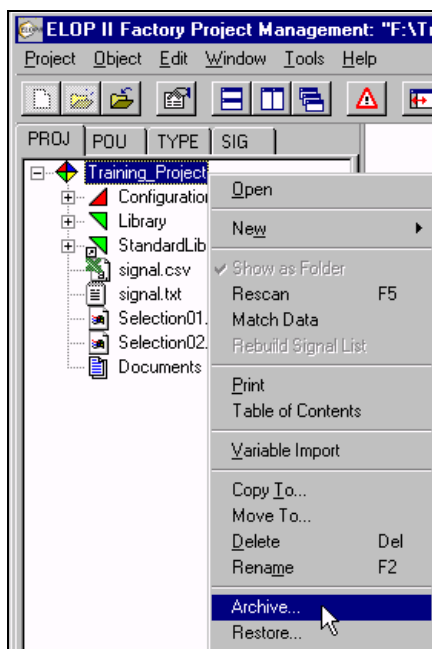 ELOP II Factory Project Management: "F:\Tr
Project Object Edit Window Tools Help
PROJ POU TYPE SIG
Training_Project
Configuration
Library
StandardLib
signal.csv
signal.txt
Selection01.
Selection02.
Documents
Open
New
Show as Folder
Rescan F5
Match Data
Rebuild Signal List
Print
Table of Contents
Variable Import
Copy To...
Move To...
Delete Del
Rename F2
Archive...
Restore...